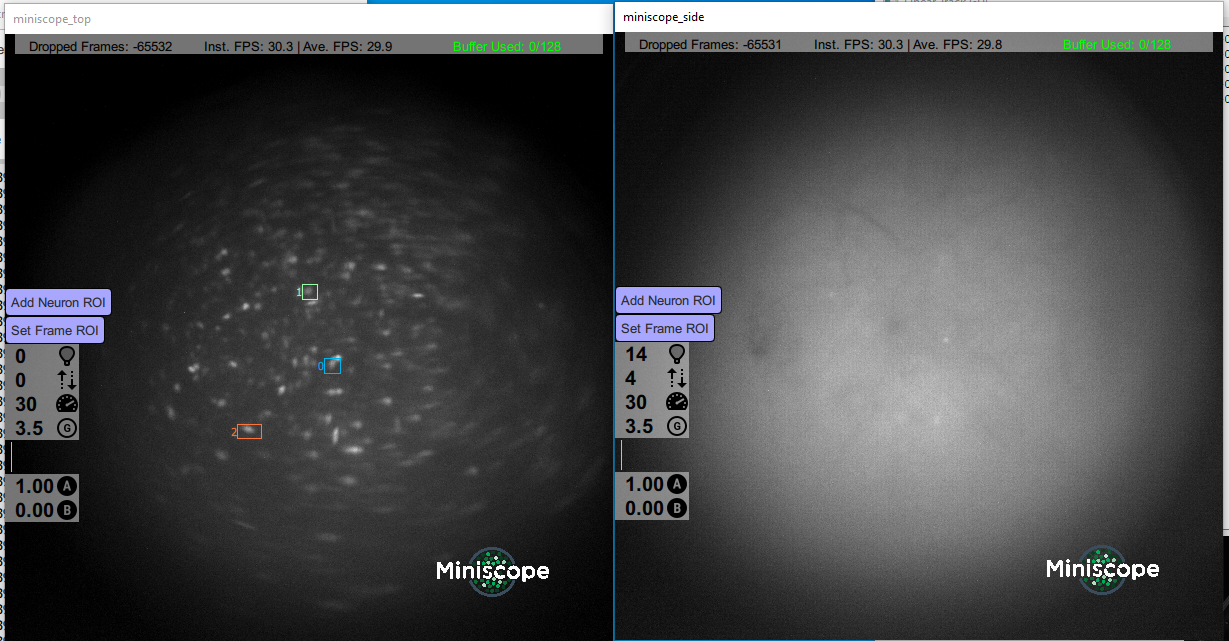 miniscope_top
Dropped Frames: -65532 Inst. FPS: 30.3 | Ave. FPS: 29.9 Buffer Used: 0/128
1
Add Neuron ROI
Set Frame ROI
0
0
0
30
3.5 G
2
1.00 A
0.00 B
Miniscope
miniscope_side
Dropped Frames: -65531 Inst. FPS: 30.3 | Ave. FPS: 29.8 Buffer Used: 0/128
Add Neuron ROI
Set Frame ROI
14
4
30
3.5 G
1.00 A
0.00 B
Miniscope